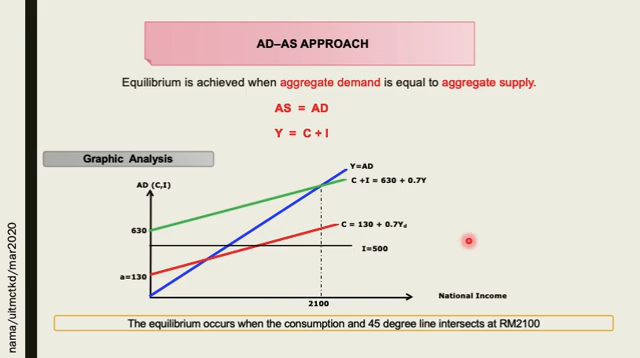 AD–AS APPROACH
Equilibrium is achieved when aggregate demand is equal to aggregate supply.
AS = AD
Y = C + I
Graphic Analysis
AD (C,I)
Y=AD
C +I = 630 + 0.7Y
630
C = 130 + 0.7Yd
I=500
a=130
2100
National Income
The equilibrium occurs when the consumption and 45 degree line intersects at RM2100
nama/uitmctkd/mar2020